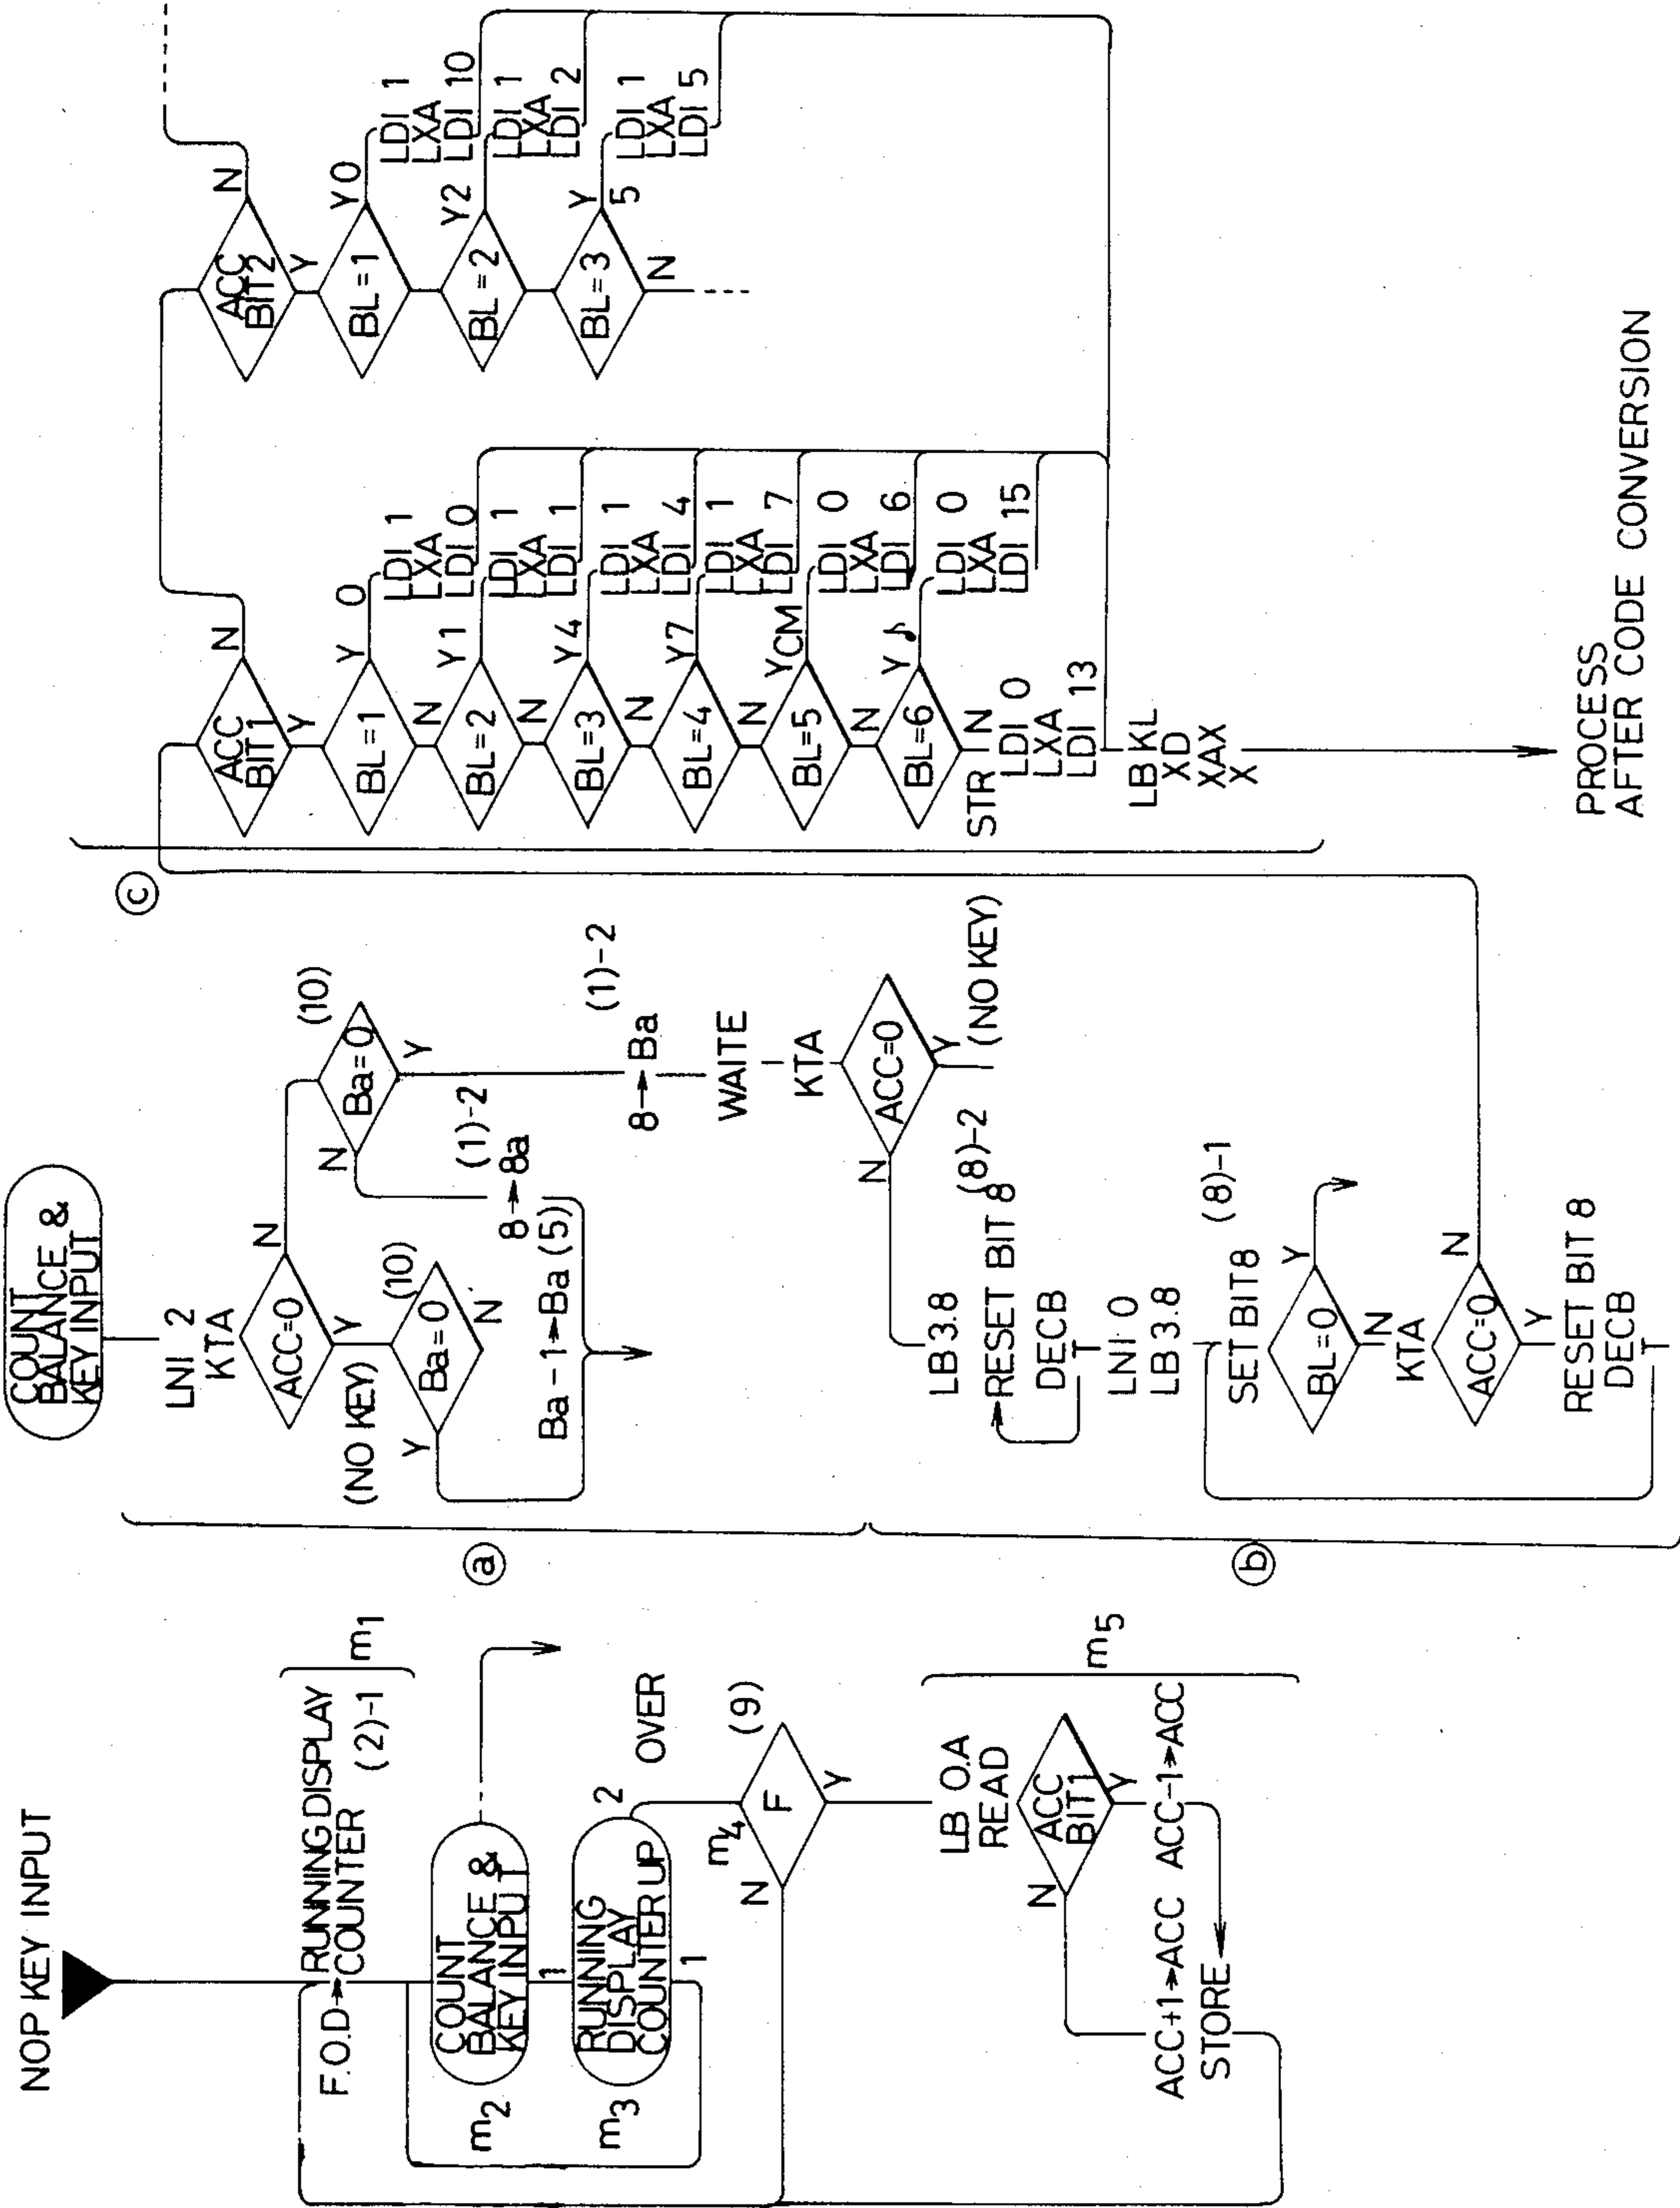 NOP KEY INPUT
F.O.D→RUNNING DISPLAY
COUNTER
(2)-1
m1
m2
COUNT
BALANCE &
KEY INPUT
1
m3
RUNNING
DISPLAY
COUNTER UP
1
2
OVER
m4
F
(9)
N
Y
LB 0.A
READ
ACC
BIT1
N
Y
ACC+1→ACC
ACC-1→ACC
STORE
m5
COUNT
BALANCE &
KEY INPUT
LNI 2
KTA
ACC=0
N
Y
(NO KEY)
Ba=0
(10)
Y
N
Ba=0
(10)
N
Y
(1)-2
8→Ba
Ba-1→Ba (5)
(1)-2
8→Ba
WAITE
KTA
ACC=0
N
Y
(NO KEY)
a
LB3.8
RESET BIT 8
(8)-2
DECB
T
LNI 0
LB3.8
SET BIT8
(8)-1
BL=0
Y
N
KTA
ACC=0
N
Y
RESET BIT 8
DECB
T
b
c
ACC
BIT1
N
Y
BL=1
Y
0
LDI 1
LXA
LDI 0
N
BL=2
Y1
LDI 1
LXA
LDI 1
N
BL=3
Y4
LDI 1
LXA
LDI 4
N
BL=4
Y7
LDI 1
LXA
LDI 7
N
BL=5
YCM
LDI 0
LXA
LDI 6
N
BL=6
Y♪
LDI 0
LXA
LDI 15
N
STR
LDI 0
LXA
LDI 13
LB KL
XD
XAX
X
PROCESS
AFTER CODE CONVERSION
ACC
BIT2
N
Y
BL=1
Y0
LDI 1
LXA
LDI 10
BL=2
Y2
LDI 1
LXA
LDI 2
BL=3
Y
5
LDI 1
LXA
LDI 5
N